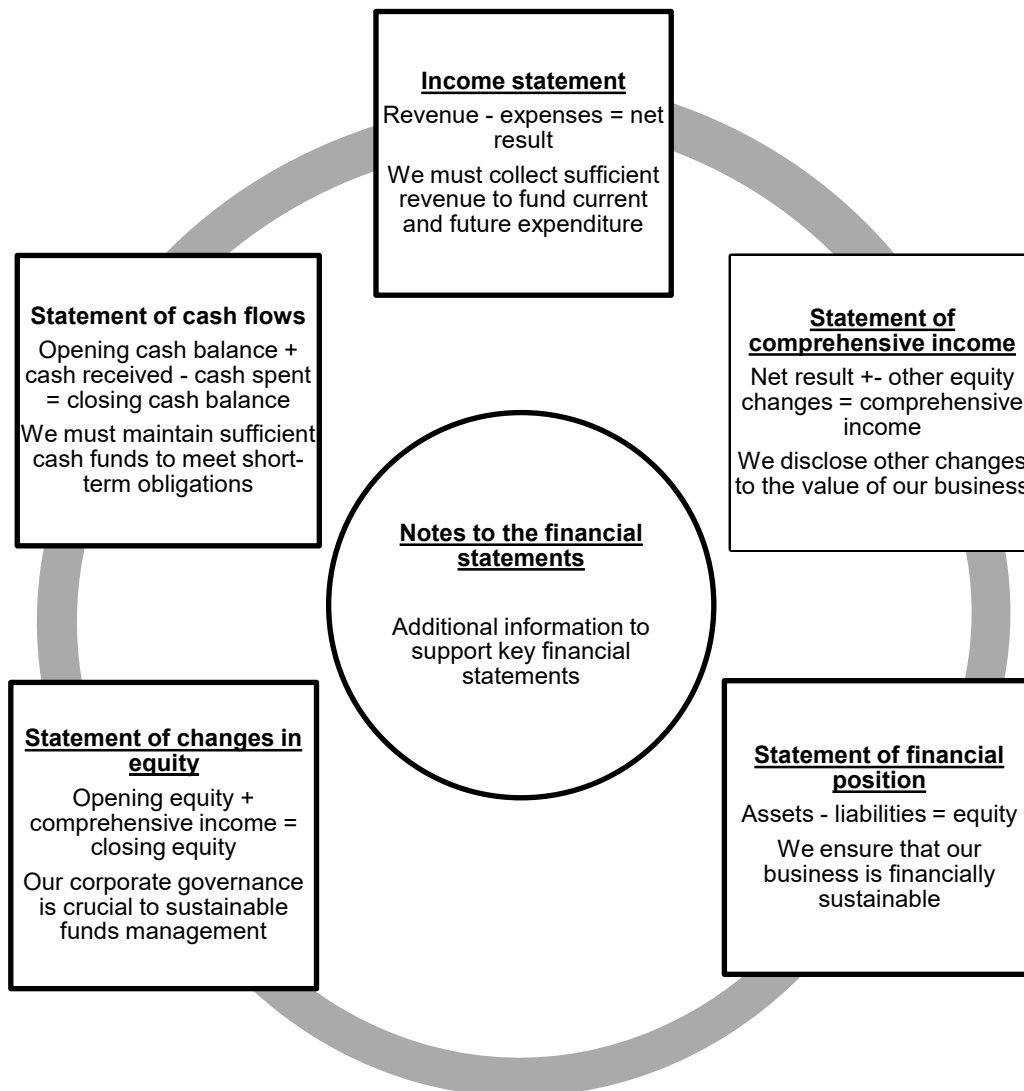 Income statement
Revenue - expenses = net
result
We must collect sufficient
revenue to fund current
and future expenditure
Statement of comprehensive income
Net result +- other equity
changes = comprehensive
income
We disclose other changes
to the value of our business
Statement of financial
position
Assets - liabilities = equity
We ensure that our
business is financially
sustainable
Statement of changes in
equity
Opening equity +
comprehensive income =
closing equity
Our corporate governance
is crucial to sustainable
funds management
Statement of cash flows
Opening cash balance +
cash received - cash spent
= closing cash balance
We must maintain sufficient
cash funds to meet short-
term obligations
Notes to the financial
statements
Additional information to
support key financial
statements